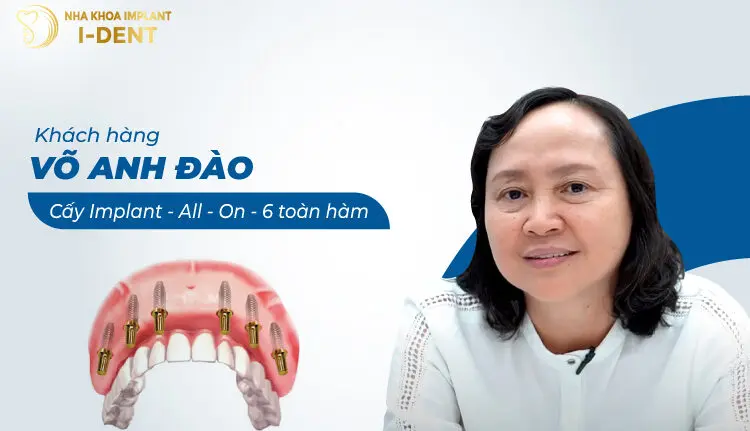 NHA KHOA IMPLANT
I-DENT
Khách hàng
VÕ ANH ĐÀO
Cấy Implant - All - On - 6 toàn hàm